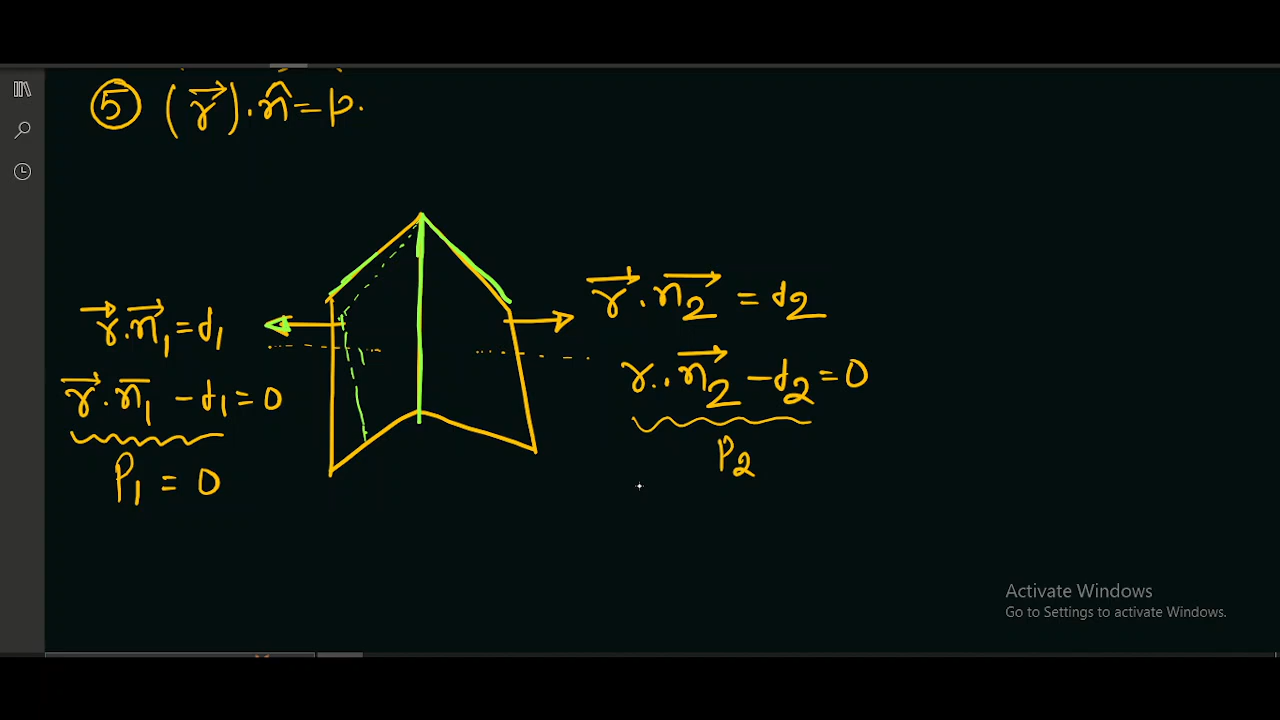 ⑤ (r⃗).n̂ = p.
r⃗.n⃗₁ = d₁
r⃗.n̅₁ - d₁ = 0
P₁ = 0
r⃗.n⃗₂ = d₂
r..n⃗₂ - d₂ = 0
P₂
Activate Windows
Go to Settings to activate Windows.